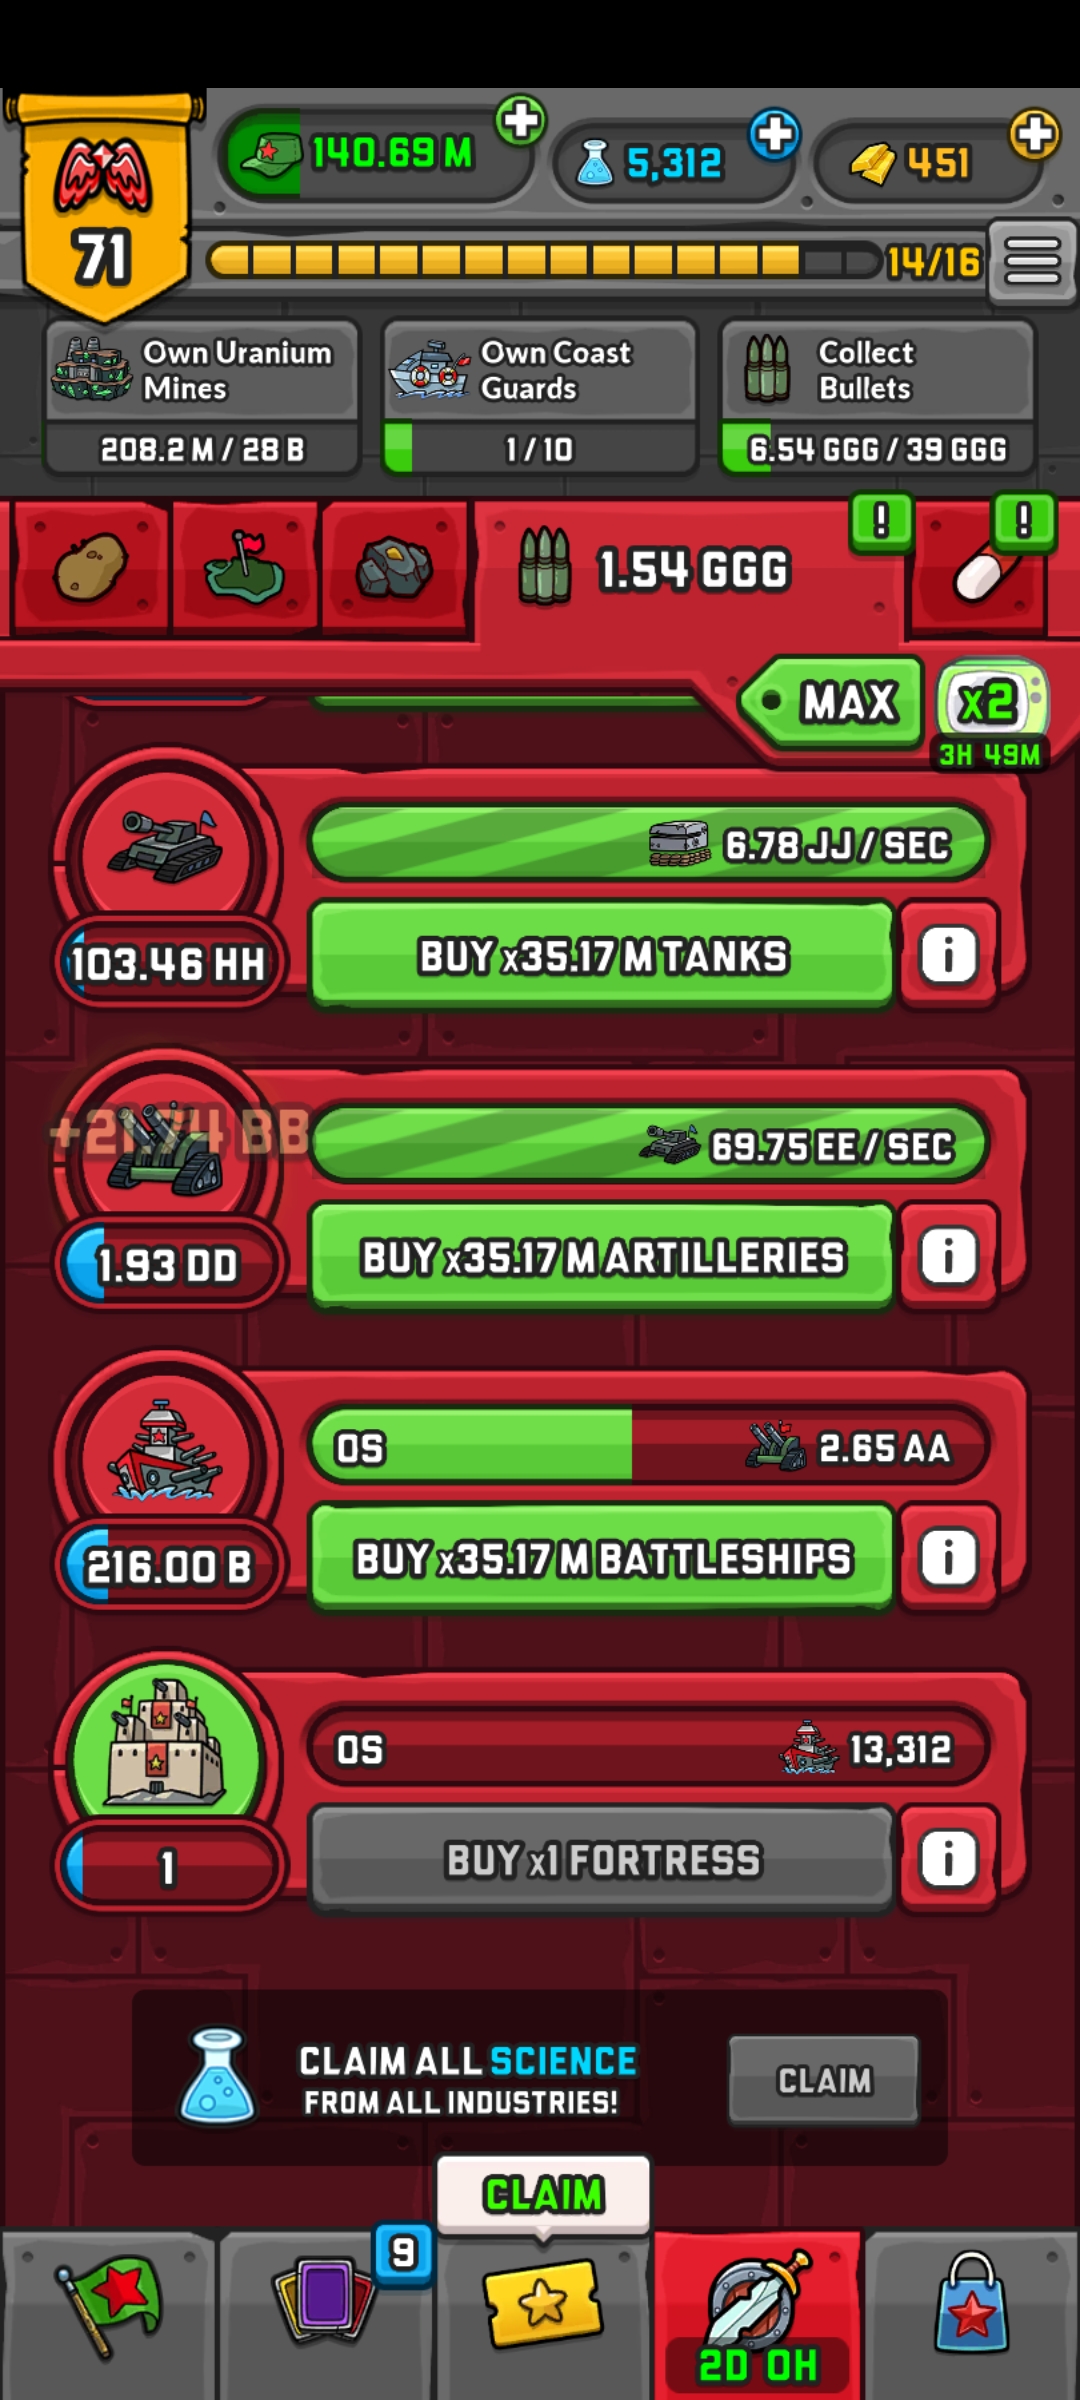 140.69 M
5,312
451
71
14/16
Own Uranium
Mines
208.2 M / 28 B
Own Coast
Guards
1 / 10
Collect
Bullets
6.54 GGG / 39 GGG
1.54 GGG
!
!
MAX
x2
3H 49M
6.78 JJ / SEC
103.46 HH
BUY x35.17 M TANKS
i
69.75 EE / SEC
1.93 DD
BUY x35.17 M ARTILLERIES
i
0S
2.65 AA
216.00 B
BUY x35.17 M BATTLESHIPS
i
0S
13,312
1
BUY x1 FORTRESS
i
CLAIM ALL SCIENCE
FROM ALL INDUSTRIES!
CLAIM
CLAIM
9
2D 0H